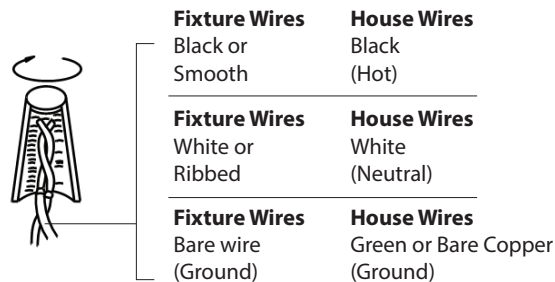 Fixture Wires House Wires
Black or Black
Smooth (Hot)
Fixture Wires House Wires
White or White
Ribbed (Neutral)
Fixture Wires House Wires
Bare wire Green or Bare Copper
(Ground) (Ground)